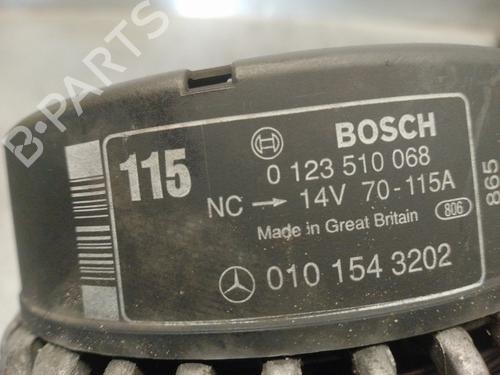 B-PARTS
115
BOSCH
0 123 510 068
NC → 14V 70-115A
Made in Great Britain 806
010 154 3202
865